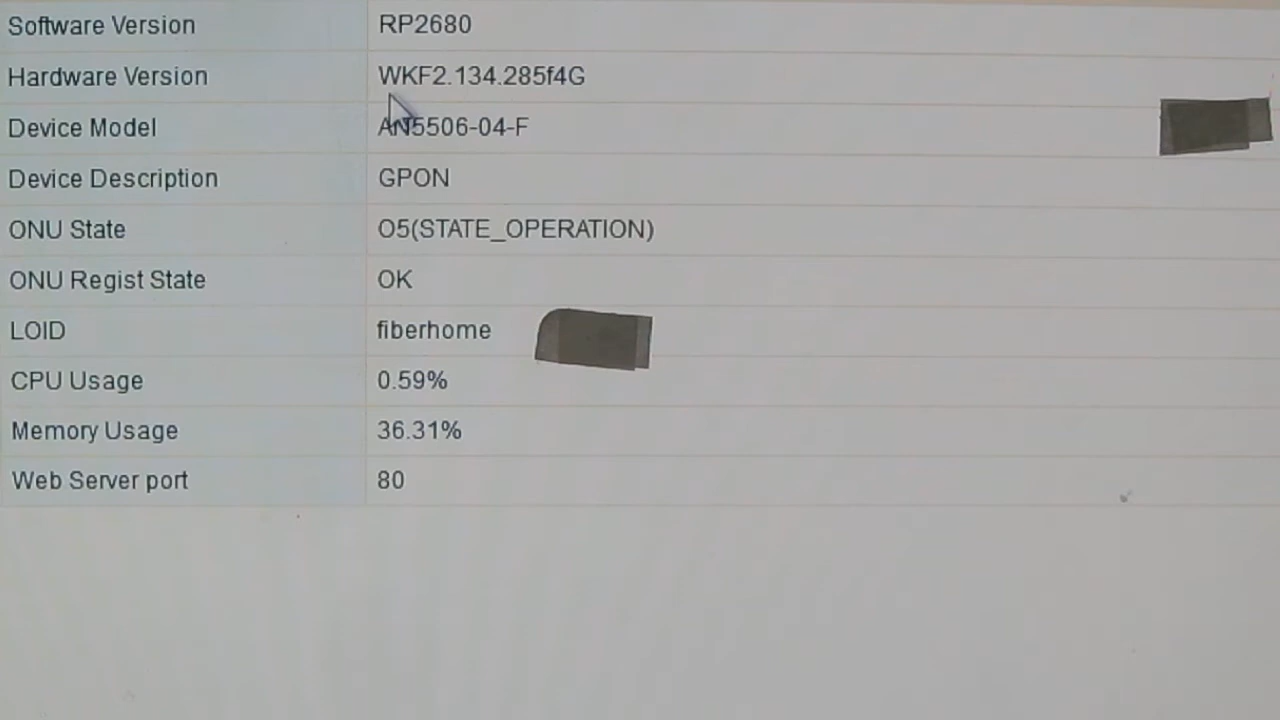 Software Version RP2680
Hardware Version WKF2.134.285f4G
Device Model AN5506-04-F
Device Description GPON
ONU State O5(STATE_OPERATION)
ONU Regist State OK
LOID fiberhome
CPU Usage 0.59%
Memory Usage 36.31%
Web Server port 80